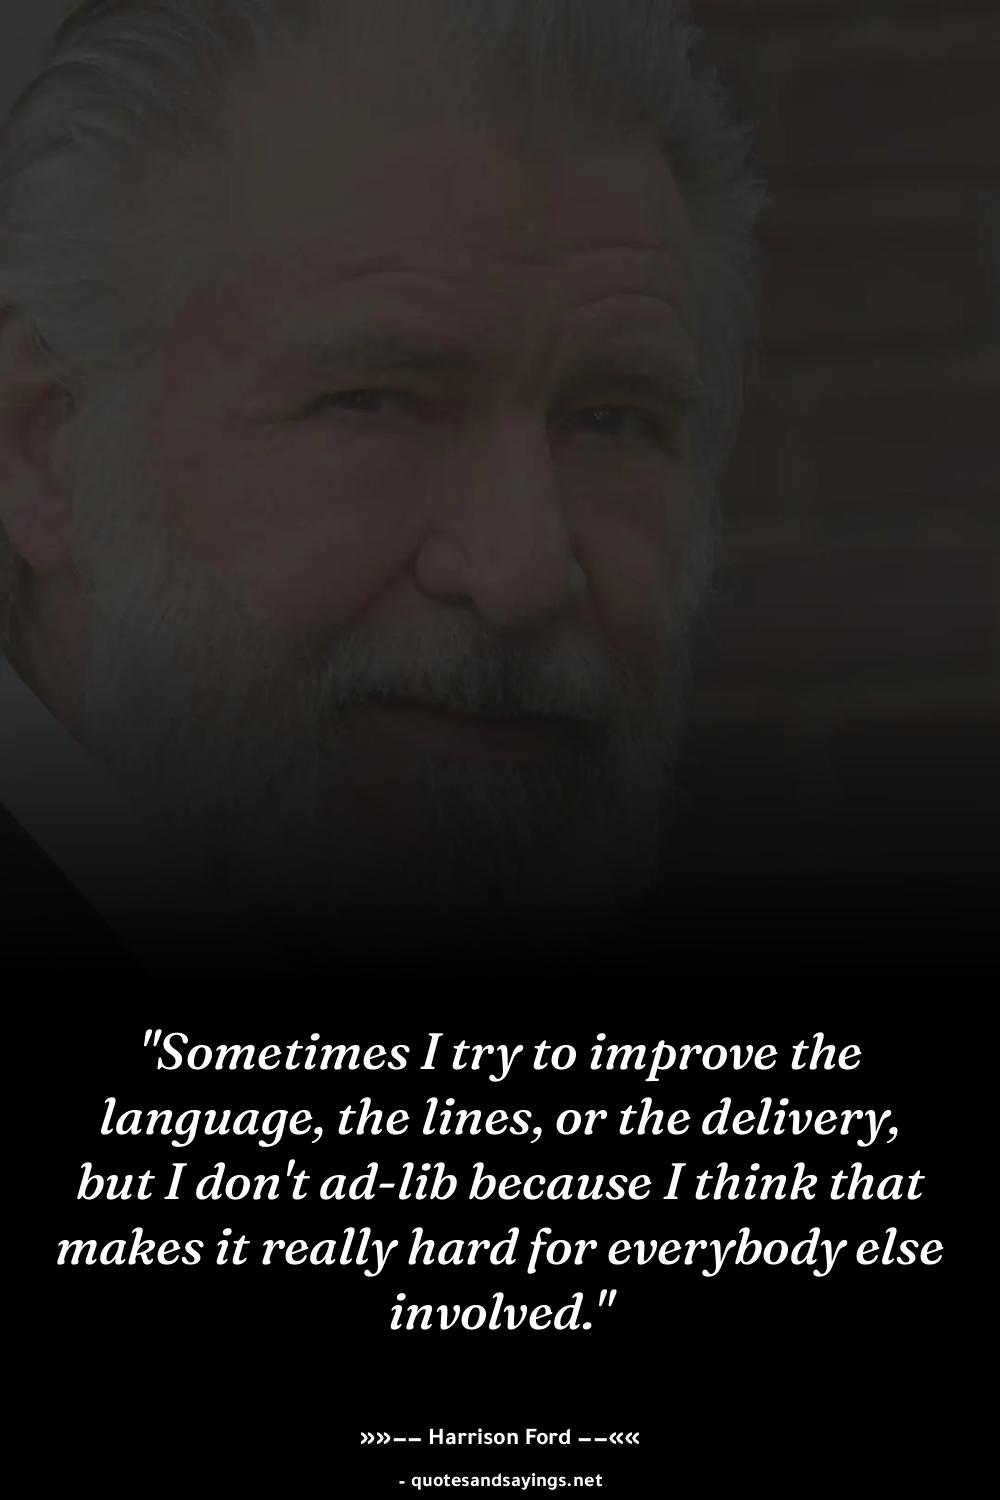 "Sometimes I try to improve the
language, the lines, or the delivery,
but I don't ad-lib because I think that
makes it really hard for everybody else
involved."
»»–– Harrison Ford ––««
- quotesandsayings.net